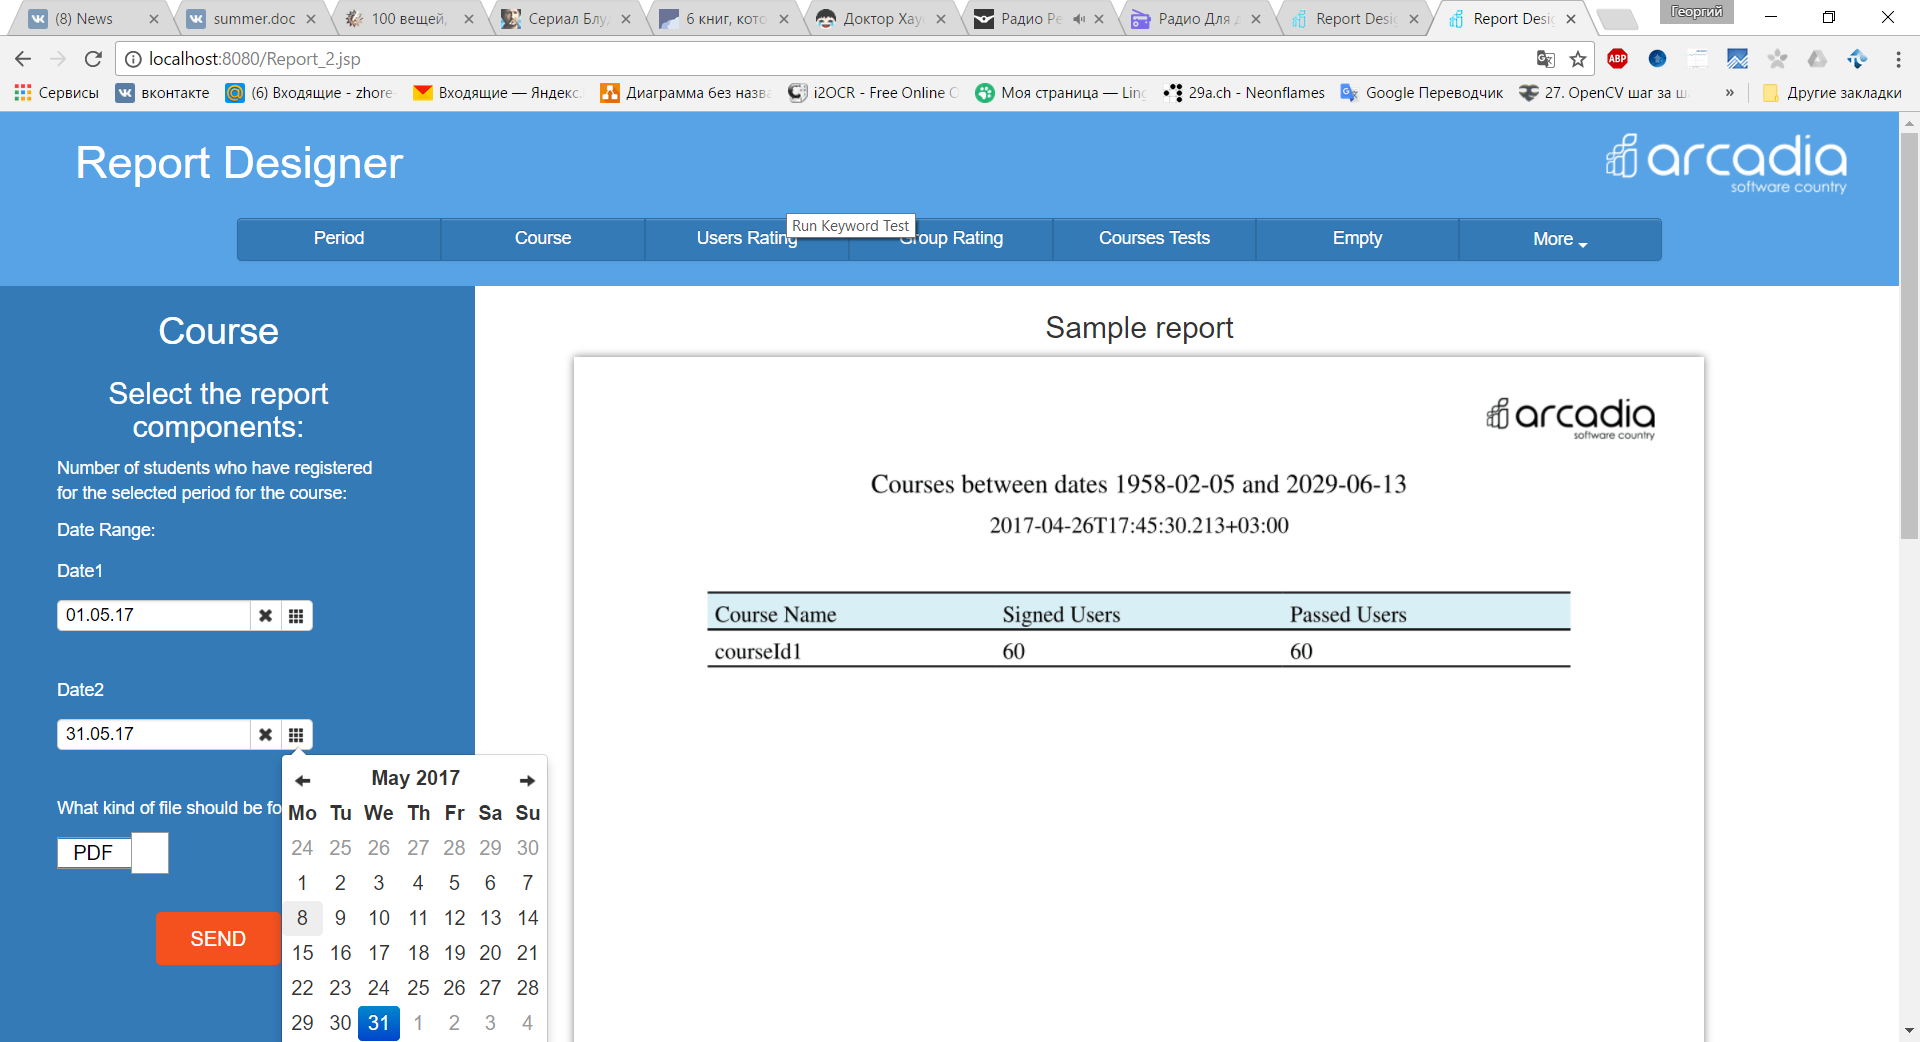 (8) News
summer.doc
100 вещей,
Сериал Блу
6 книг, кото
Доктор Хау
Радио Ре
Радио Для д
Report Desig
Report Desig
Георгий
localhost:8080/Report_2.jsp
ABP
Сервисы
вконтакте
(6) Входящие - zhore
Входящие — Яндекс.
Диаграмма без назва
i2OCR - Free Online O
Моя страница — Ling
29a.ch - Neonflames
Google Переводчик
27. OpenCV шаг за ш
»
Другие закладки
Report Designer
arcadia
software country
Period
Course
Users Rating
Run Keyword Test
Group Rating
Courses Tests
Empty
More
Course
Select the report
components:
Number of students who have registered
for the selected period for the course:
Date Range:
Date1
01.05.17
Date2
31.05.17
What kind of file should be fo
PDF
SEND
May 2017
Mo Tu We Th Fr Sa Su
24 25 26 27 28 29 30
1 2 3 4 5 6 7
8 9 10 11 12 13 14
15 16 17 18 19 20 21
22 23 24 25 26 27 28
29 30 31 1 2 3 4
Sample report
arcadia
software country
Courses between dates 1958-02-05 and 2029-06-13
2017-04-26T17:45:30.213+03:00
Course Name Signed Users Passed Users
courseId1 60 60